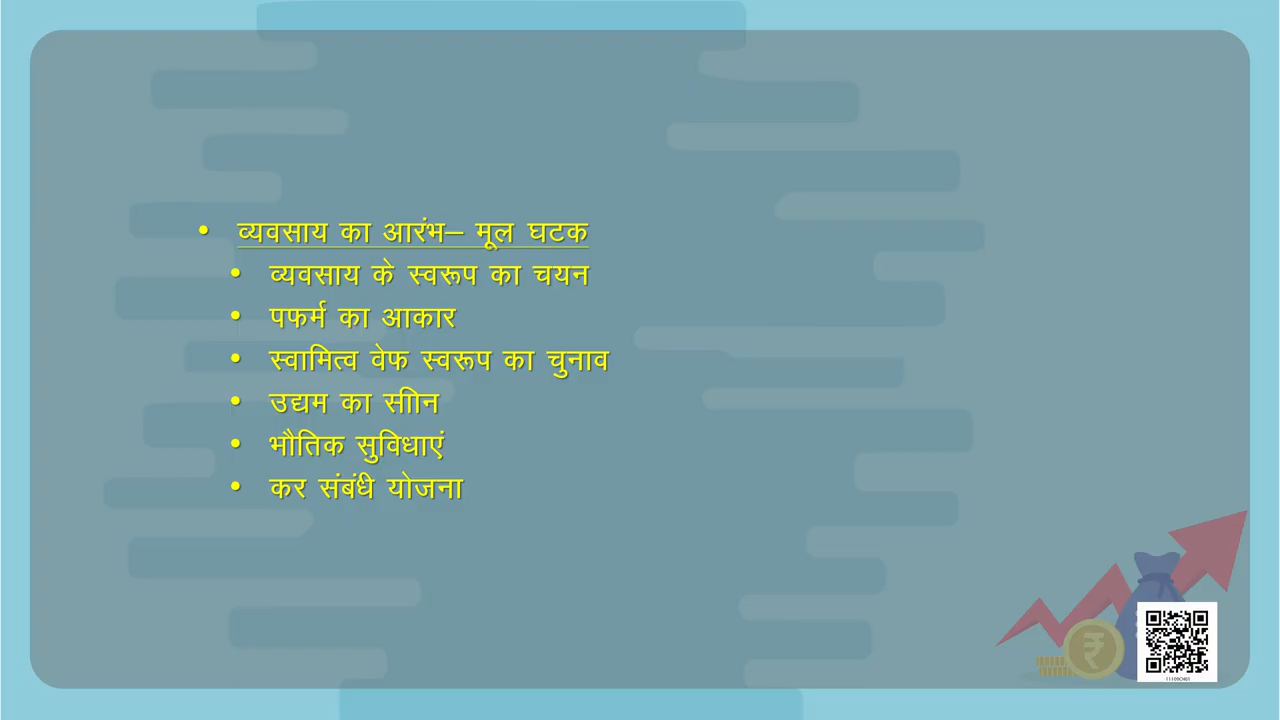 • व्यवसाय का आरंभ– मूल घटक
• व्यवसाय के स्वरूप का चयन
• पफर्म का आकार
• स्वामित्व वेफ स्वरूप का चुनाव
• उद्यम का सीान
• भौतिक सुविधाएं
• कर संबंधी योजना